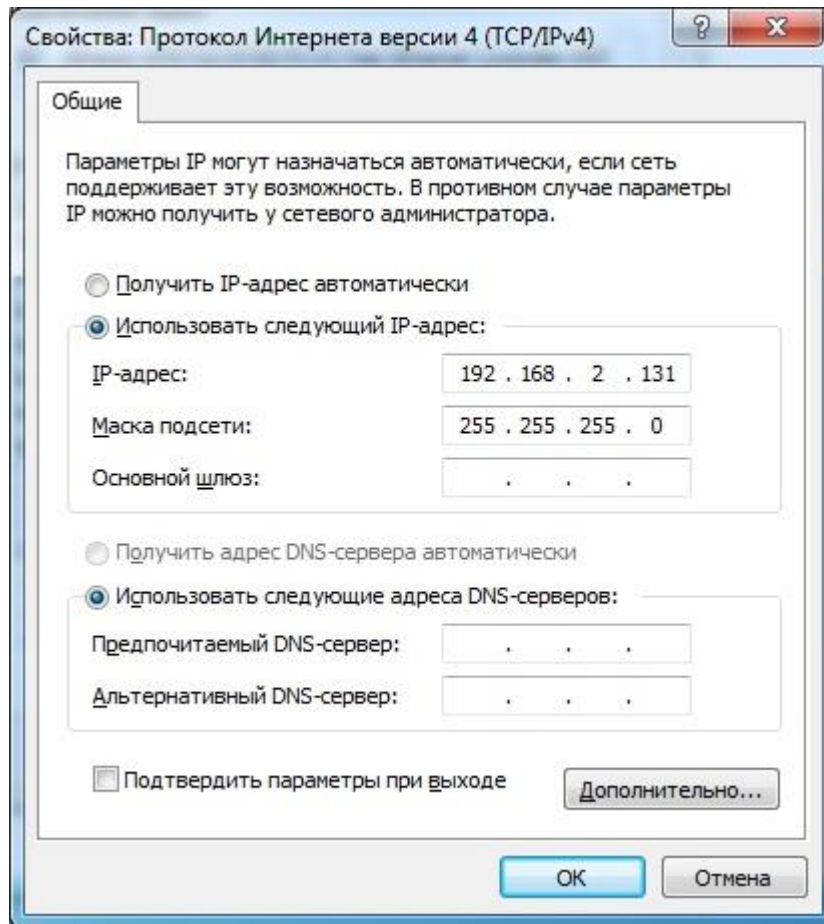 Свойства: Протокол Интернета версии 4 (TCP/IPv4)
Общие
Параметры IP могут назначаться автоматически, если сеть
поддерживает эту возможность. В противном случае параметры
IP можно получить у сетевого администратора.
Получить IP-адрес автоматически
Использовать следующий IP-адрес:
IP-адрес: 192 . 168 . 2 . 131
Маска подсети: 255 . 255 . 255 . 0
Основной шлюз: . . .
Получить адрес DNS-сервера автоматически
Использовать следующие адреса DNS-серверов:
Предпочитаемый DNS-сервер: . . .
Альтернативный DNS-сервер: . . .
Подтвердить параметры при выходе
Дополнительно...
ОК Отмена